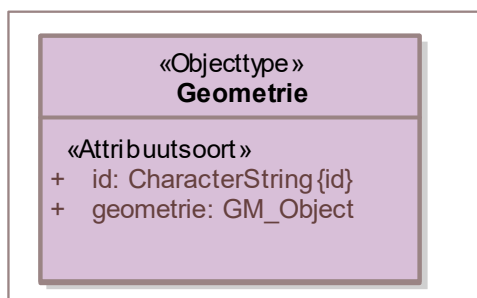 «Objecttype»
Geometrie
«Attribuutsoort»
+ id: CharacterString {id}
+ geometrie: GM_Object